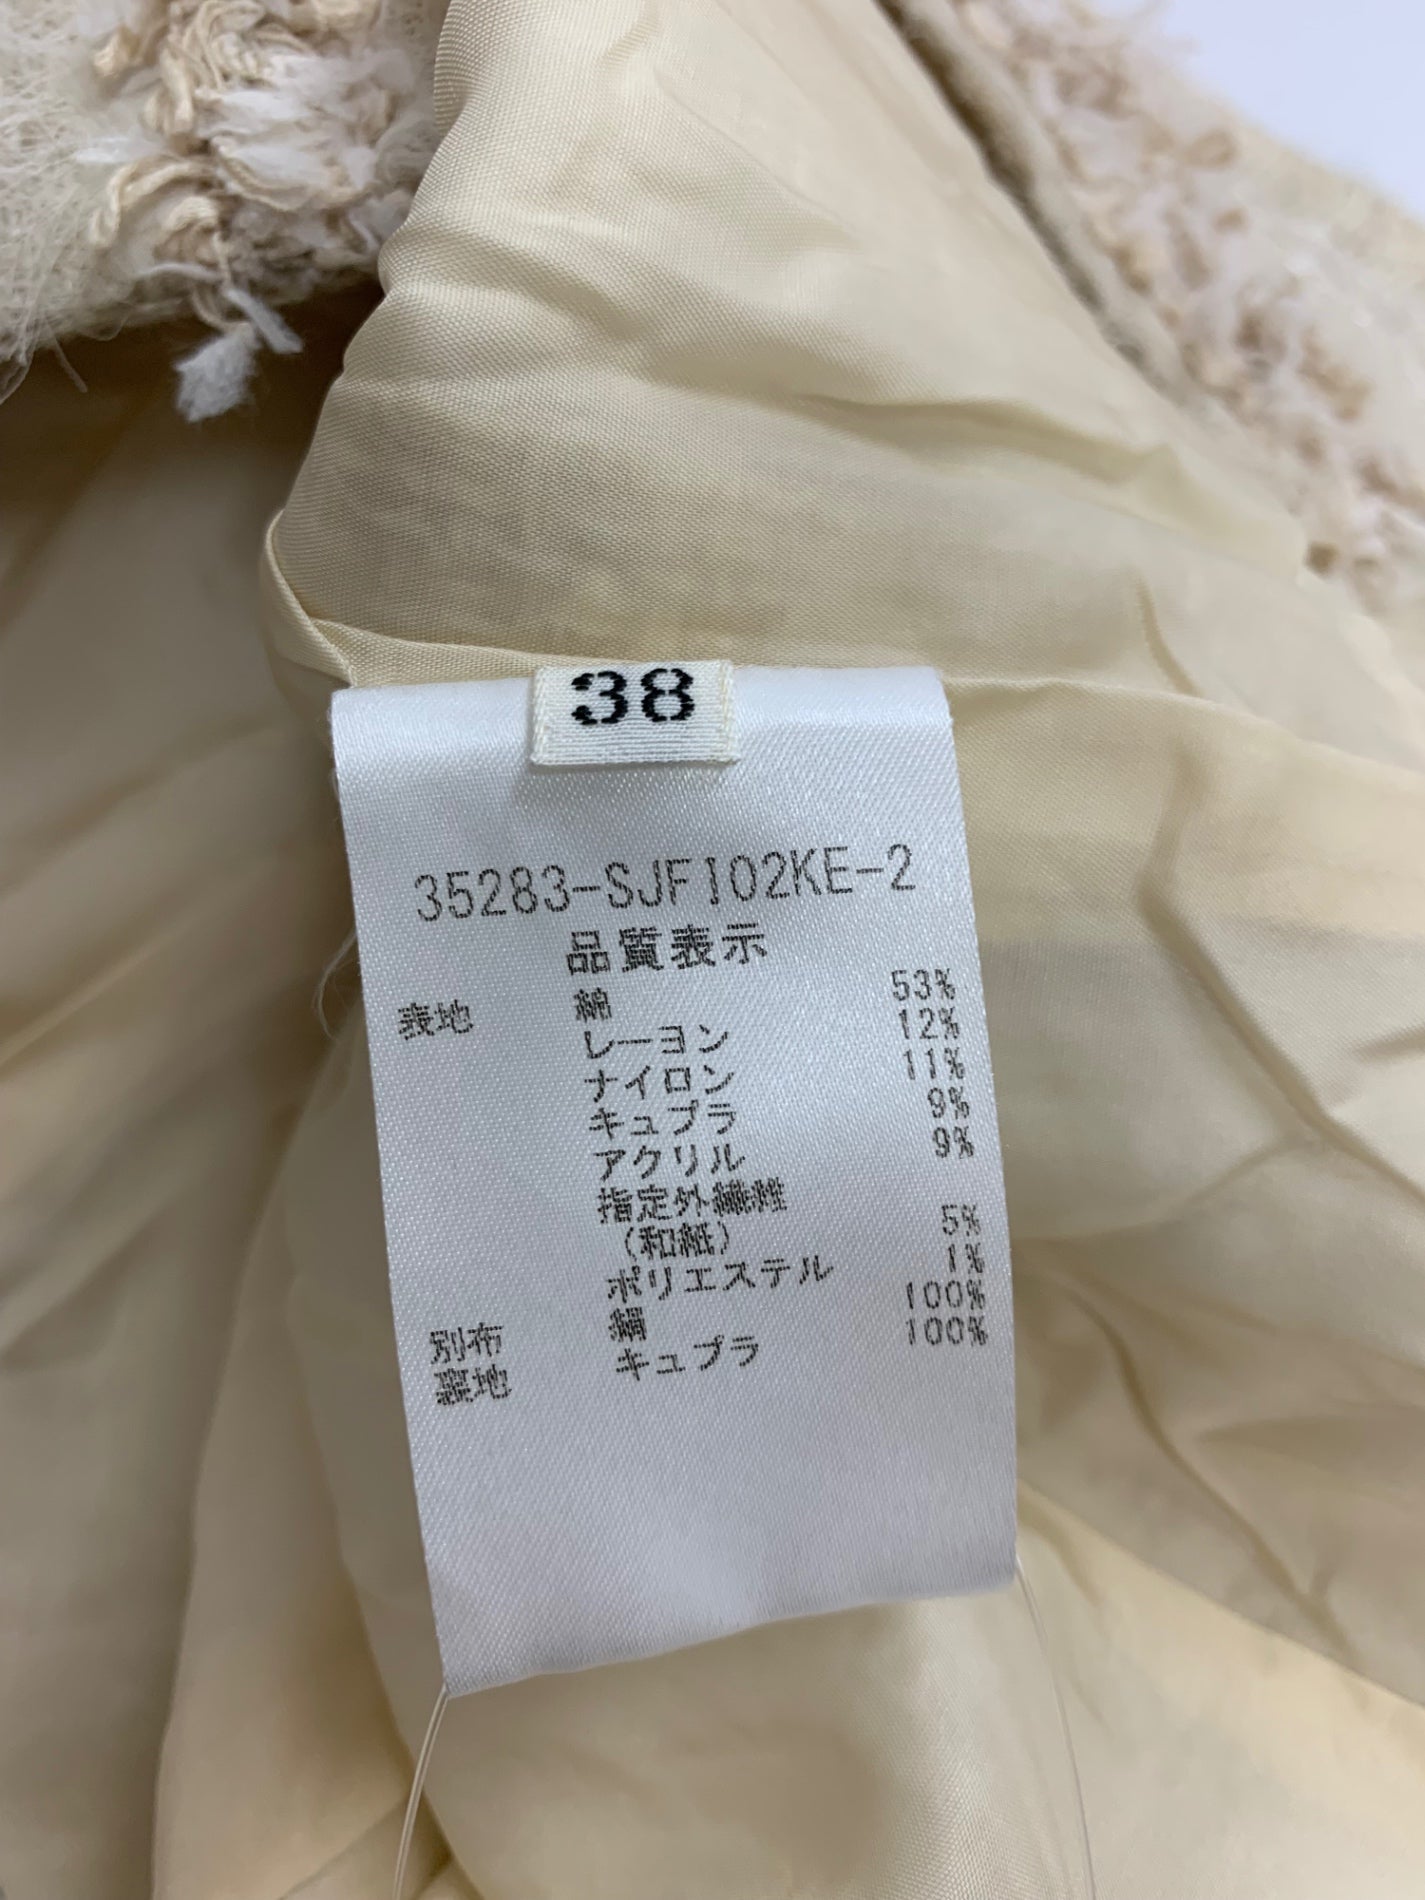 38
35283-SJF102KE-2
品質表示
表地 綿 53%
レーヨン 12%
ナイロン 11%
キュプラ 9%
アクリル 9%
指定外繊維
(和紙) 5%
ポリエステル 1%
別布 絹 100%
裏地 キュプラ 100%